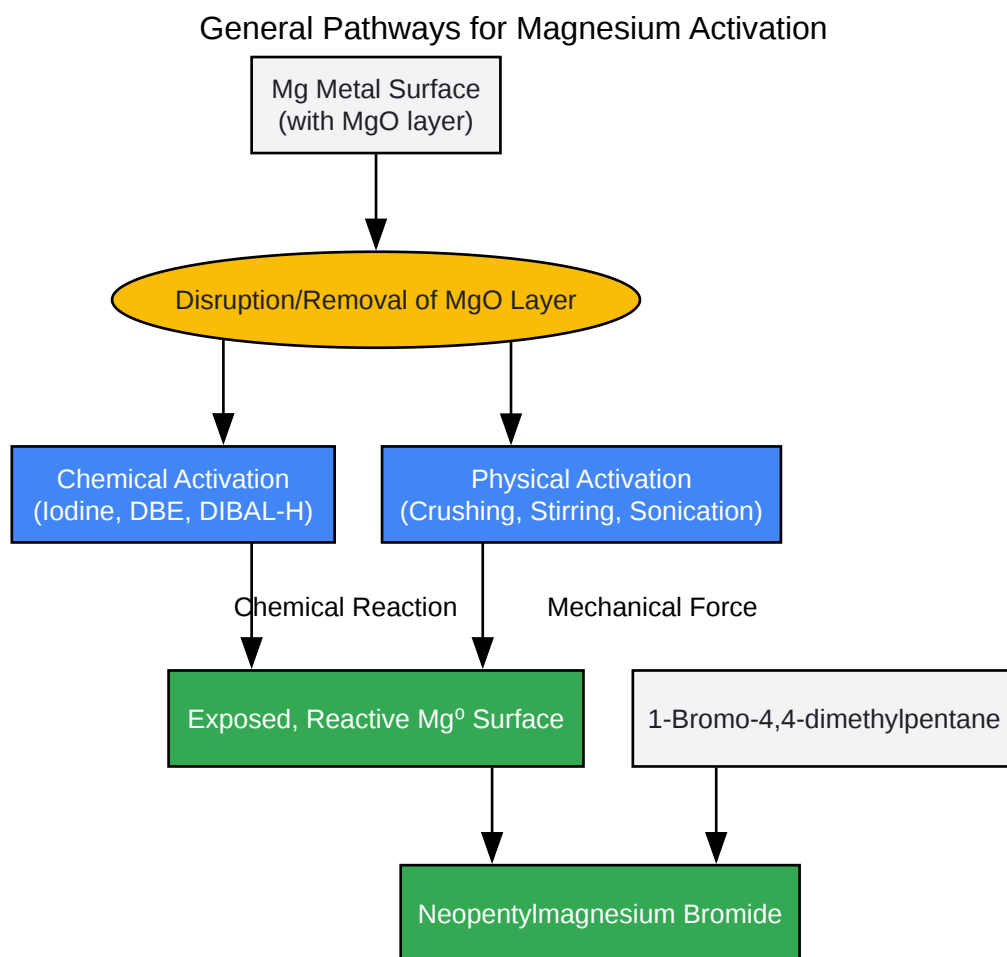 General Pathways for Magnesium Activation
Mg Metal Surface
(with MgO layer)
Disruption/Removal of MgO Layer
Chemical Activation
(Iodine, DBE, DIBAL-H)
Physical Activation
(Crushing, Stirring, Sonication)
Chemical Reaction
Mechanical Force
Exposed, Reactive Mg⁰ Surface
1-Bromo-4,4-dimethylpentane
Neopentylmagnesium Bromide